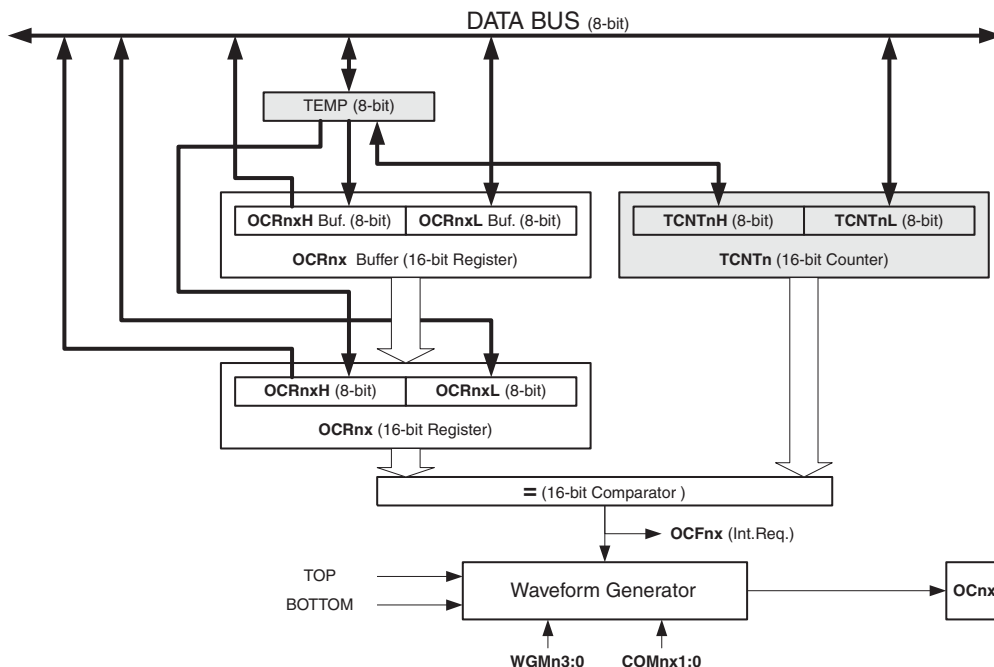 DATA BUS (8-bit)
TEMP (8-bit)
OCRnxH Buf. (8-bit) OCRnxL Buf. (8-bit)
OCRnx Buffer (16-bit Register)
TCNTnH (8-bit) TCNTnL (8-bit)
TCNTn (16-bit Counter)
OCRnxH (8-bit) OCRnxL (8-bit)
OCRnx (16-bit Register)
= (16-bit Comparator )
OCFnx (Int.Req.)
TOP
BOTTOM
Waveform Generator
OCnx
WGMn3:0 COMnx1:0